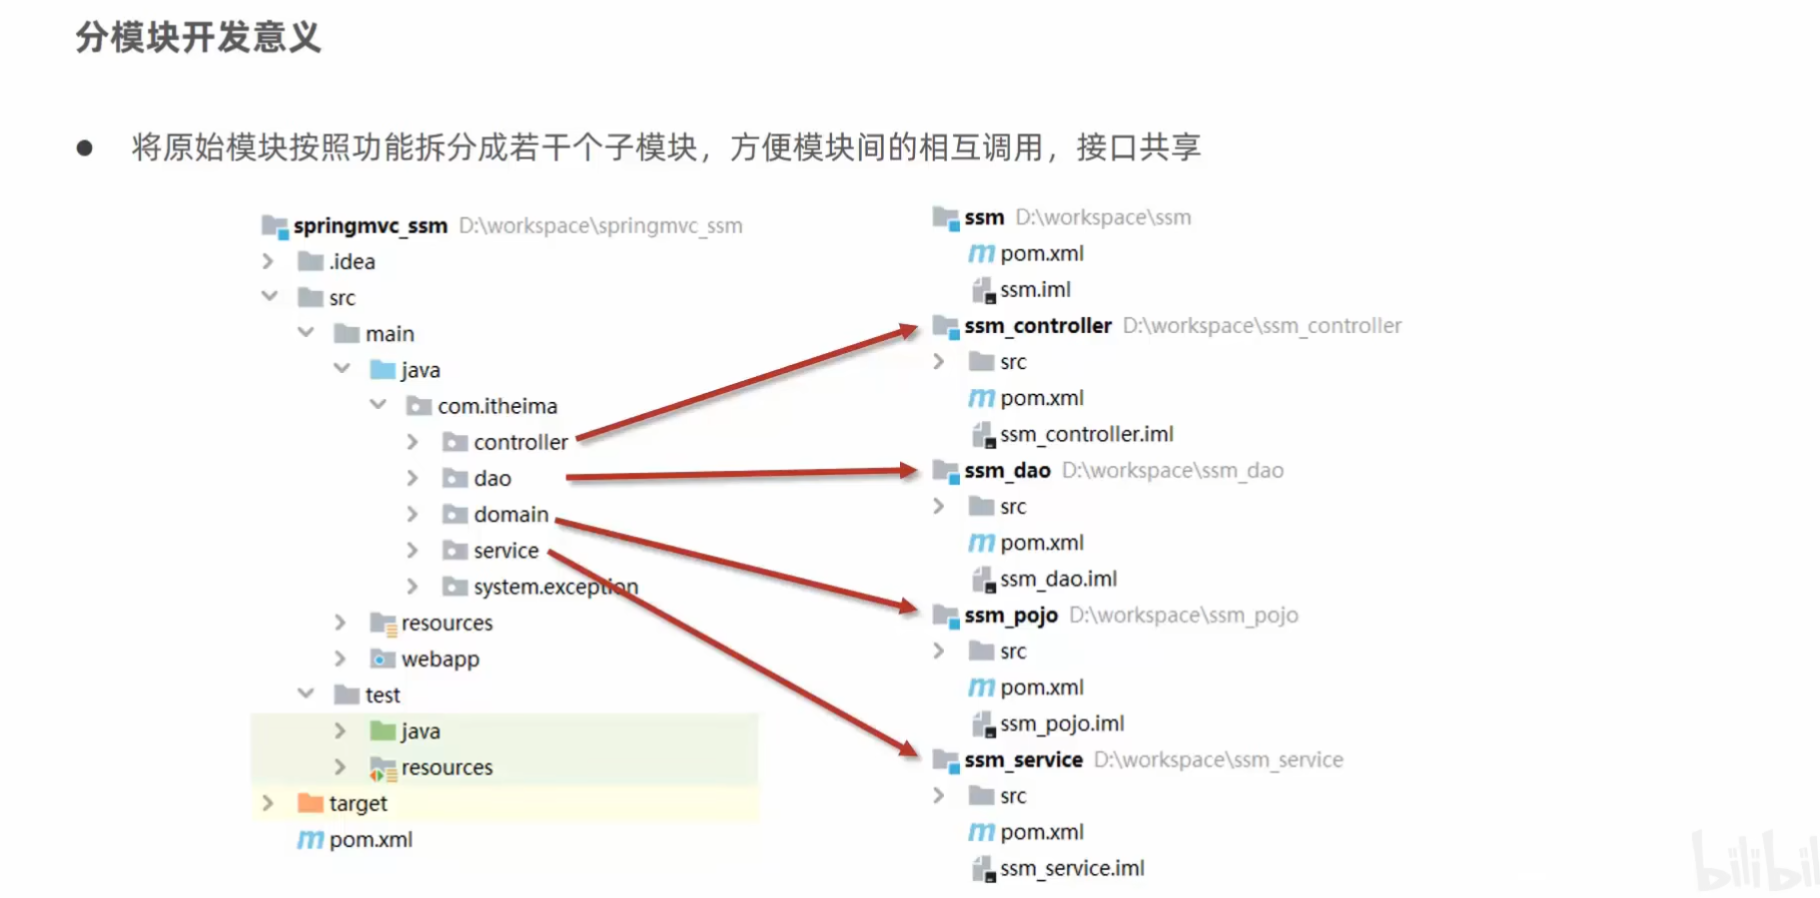 分模块开发意义
● 将原始模块按照功能拆分成若干个子模块，方便模块间的相互调用，接口共享
springmvc_ssm D:\workspace\springmvc_ssm
.idea
src
main
java
com.itheima
controller
dao
domain
service
system.exception
resources
webapp
test
java
resources
target
pom.xml
ssm D:\workspace\ssm
pom.xml
ssm.iml
ssm_controller D:\workspace\ssm_controller
src
pom.xml
ssm_controller.iml
ssm_dao D:\workspace\ssm_dao
src
pom.xml
ssm_dao.iml
ssm_pojo D:\workspace\ssm_pojo
src
pom.xml
ssm_pojo.iml
ssm_service D:\workspace\ssm_service
src
pom.xml
ssm_service.iml
bilibil